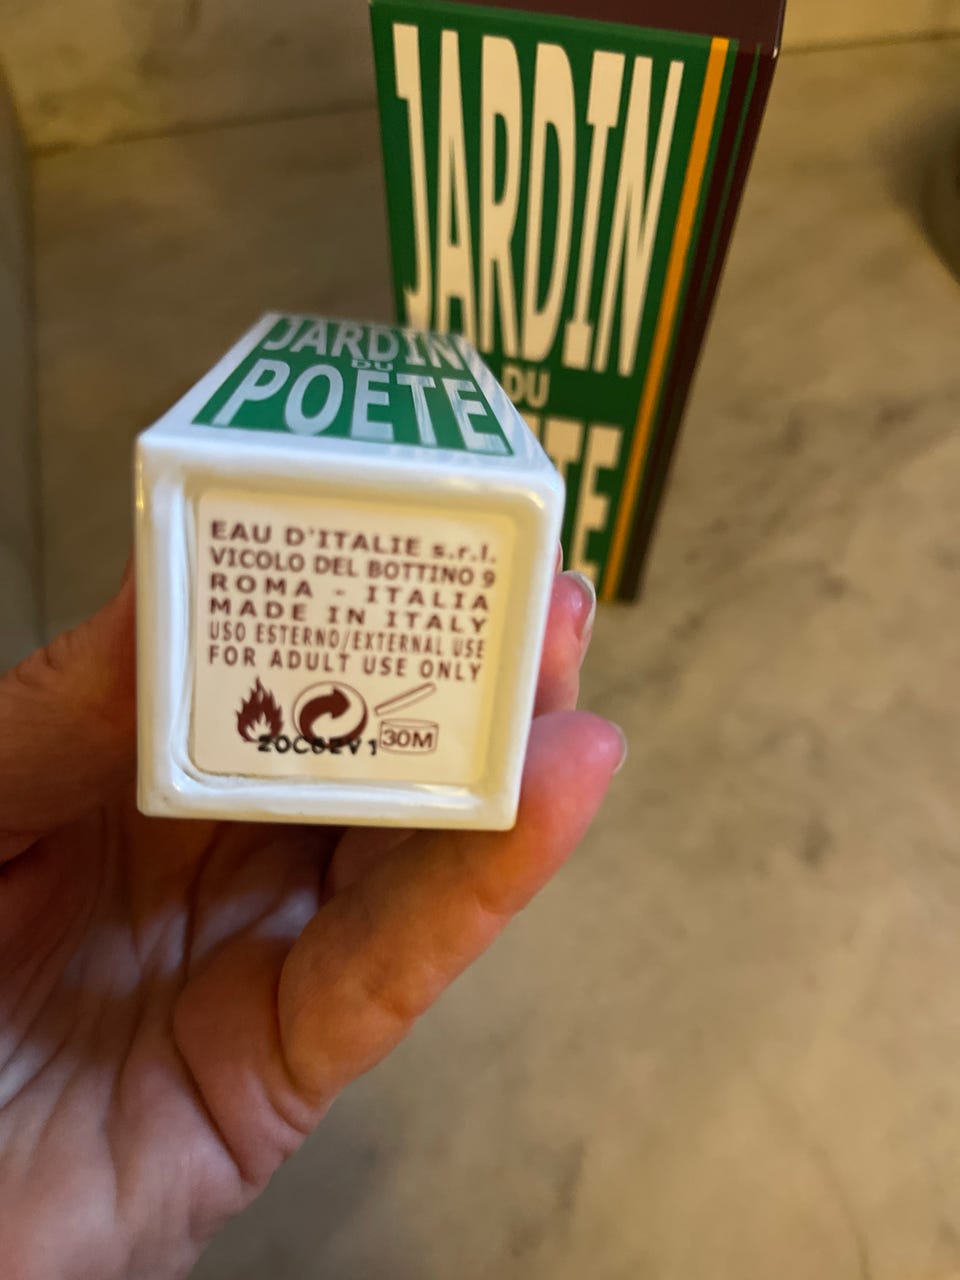 JARDIN
DU
JARDIN
DU
POÈTE
EAU D'ITALIE s.r.l.
VICOLO DEL BOTTINO 9
ROMA - ITALIA
MADE IN ITALY
USO ESTERNO/EXTERNAL USE
FOR ADULT USE ONLY
30M